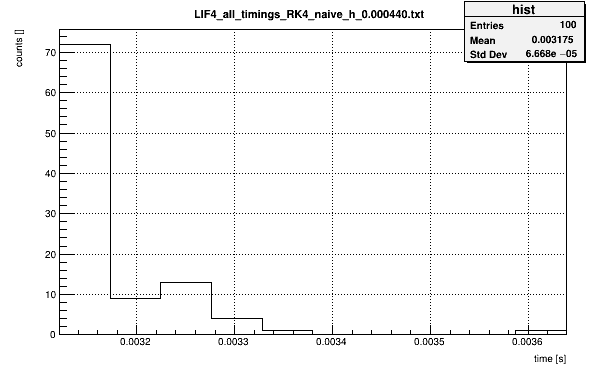 LIF4_all_timings_RK4_naive_h_0.000440.txt
hist
Entries 100
Mean 0.003175
Std Dev 6.668e −05
counts []
70
60
50
40
30
20
10
0
0.0032 0.0033 0.0034 0.0035 0.0036
time [s]